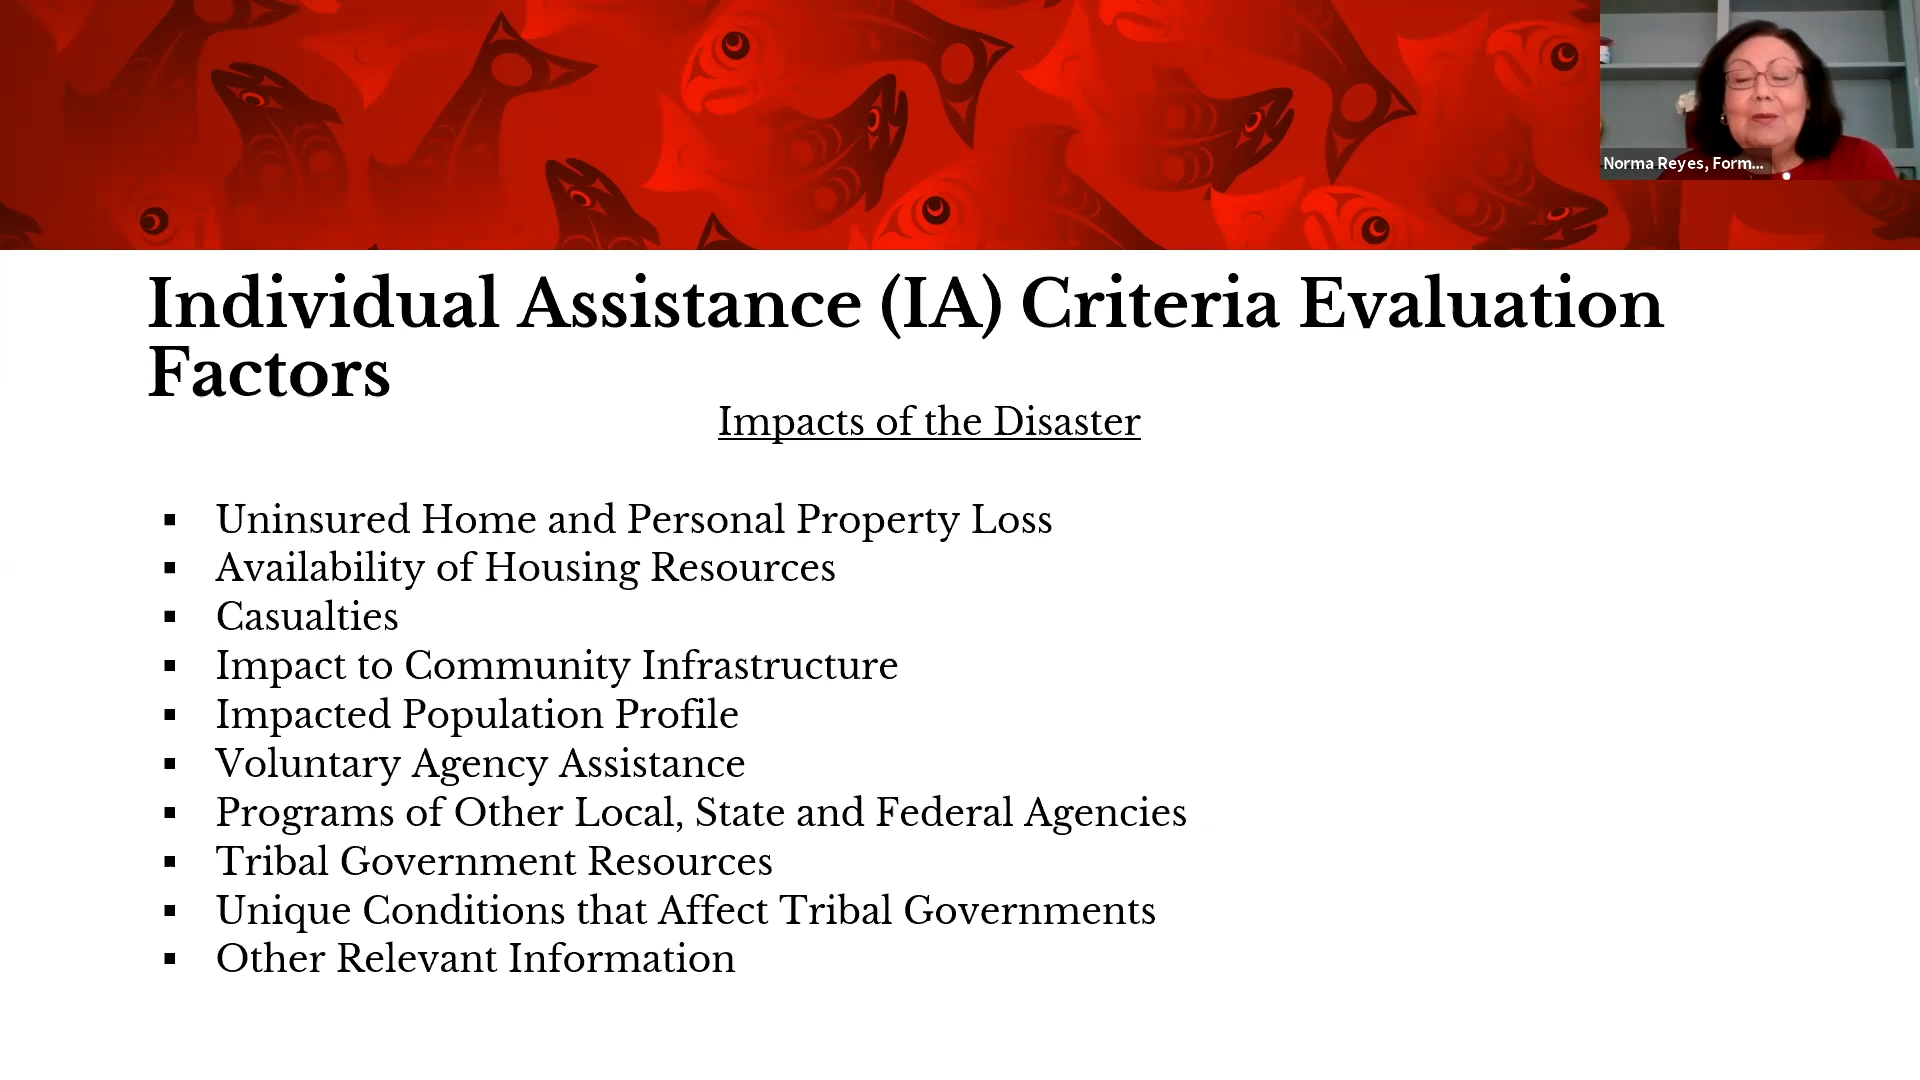 Norma Reyes, Form...
Individual Assistance (IA) Criteria Evaluation
Factors
Impacts of the Disaster
▪ Uninsured Home and Personal Property Loss
▪ Availability of Housing Resources
▪ Casualties
▪ Impact to Community Infrastructure
▪ Impacted Population Profile
▪ Voluntary Agency Assistance
▪ Programs of Other Local, State and Federal Agencies
▪ Tribal Government Resources
▪ Unique Conditions that Affect Tribal Governments
▪ Other Relevant Information